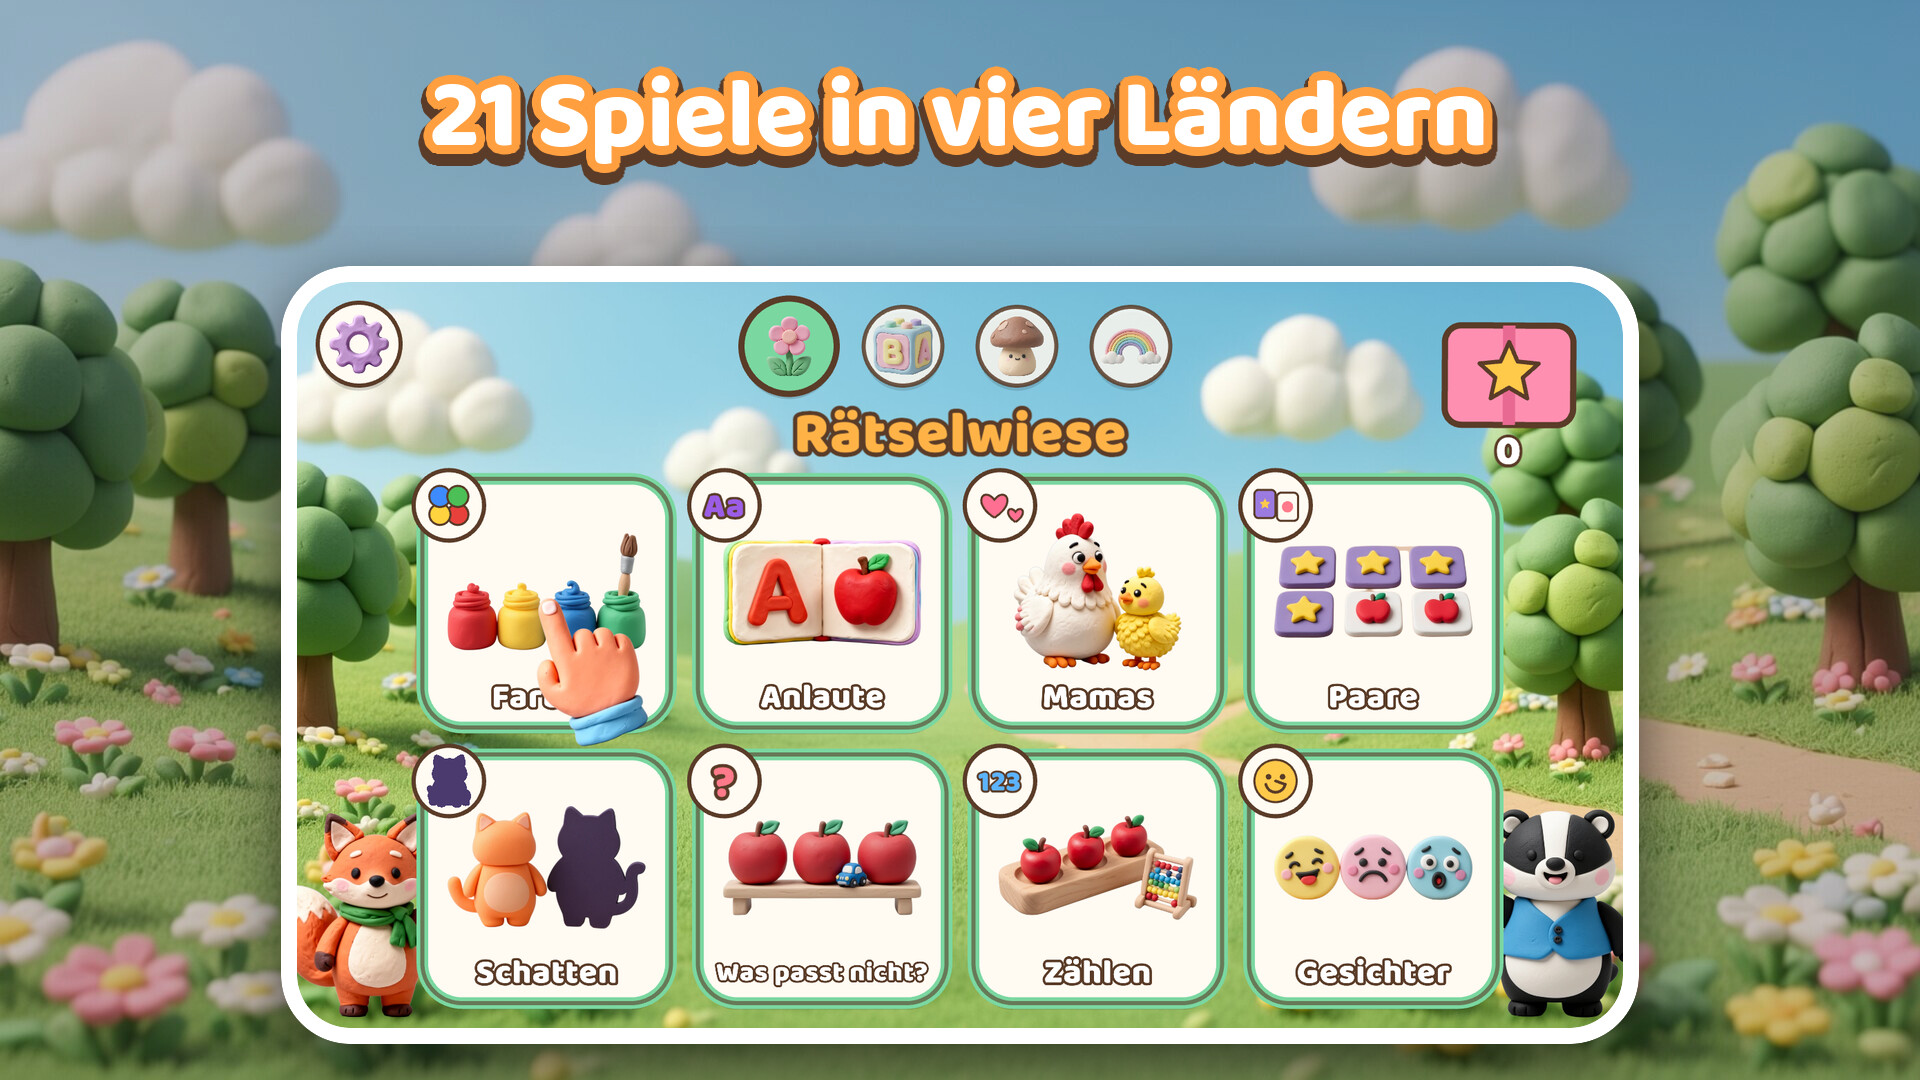 21 Spiele in vier Ländern
B A
Rätselwiese
0
Aa
A
Anlaute
Mamas
Paare
?
123
Schatten
Was passt nicht?
Zählen
Gesichter